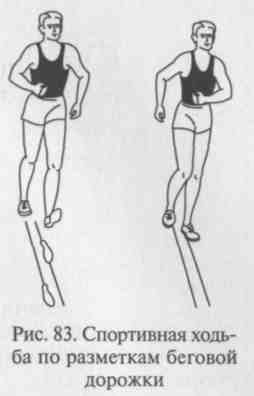 Рис. 83. Спортивная ходь-
ба по разметкам беговой
дорожки